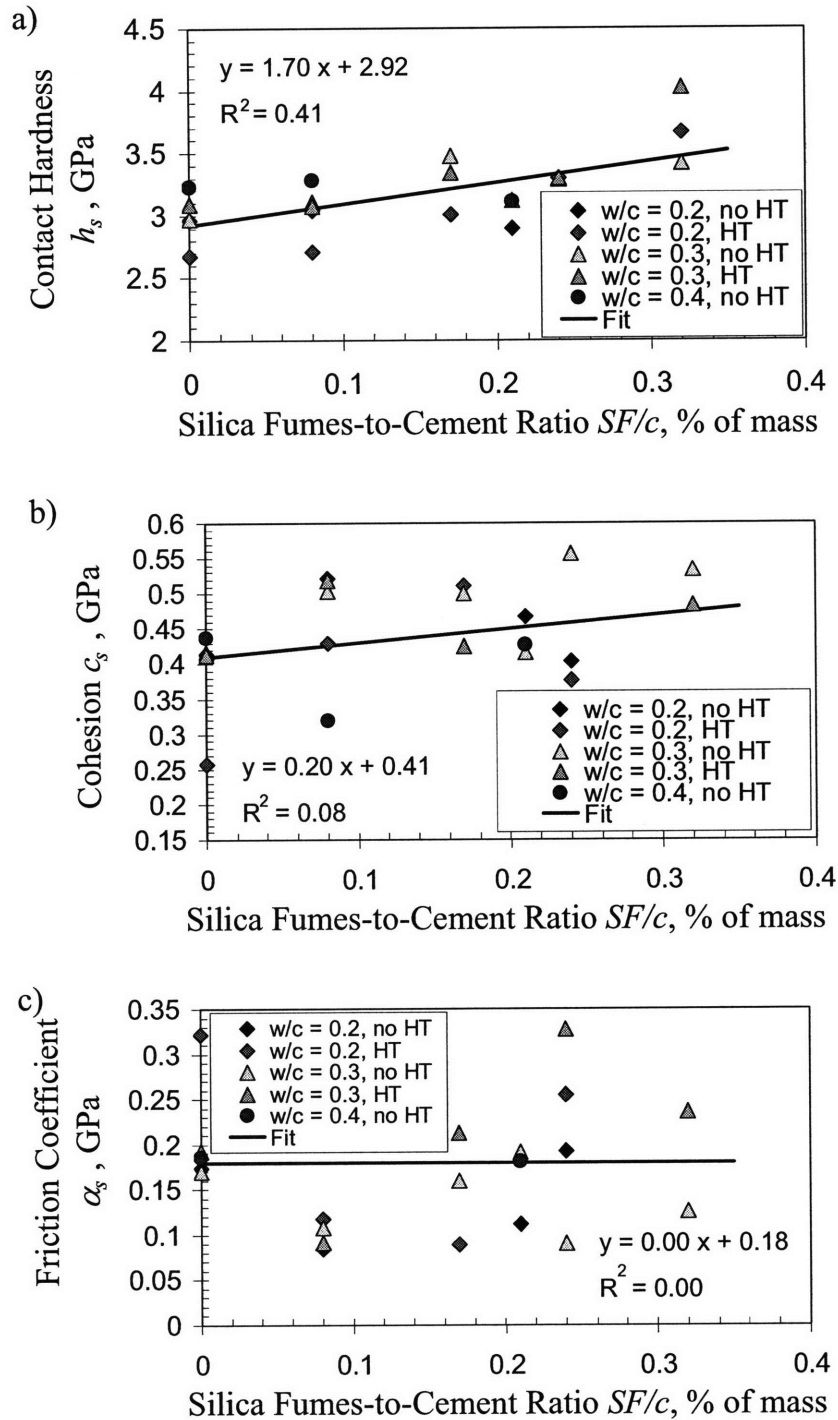 a)
4.5
4
3.5
3
2.5
2
Contact Hardness
hₛ , GPa
y = 1.70 x + 2.92
R² = 0.41
w/c = 0.2, no HT
w/c = 0.2, HT
w/c = 0.3, no HT
w/c = 0.3, HT
w/c = 0.4, no HT
Fit
0 0.1 0.2 0.3 0.4
Silica Fumes-to-Cement Ratio SF/c, % of mass
b)
0.6
0.55
0.5
0.45
0.4
0.35
0.3
0.25
0.2
0.15
Cohesion cₛ , GPa
w/c = 0.2, no HT
w/c = 0.2, HT
w/c = 0.3, no HT
w/c = 0.3, HT
w/c = 0.4, no HT
Fit
y = 0.20 x + 0.41
R² = 0.08
0 0.1 0.2 0.3 0.4
Silica Fumes-to-Cement Ratio SF/c, % of mass
c)
0.35
0.3
0.25
0.2
0.15
0.1
0.05
0
Friction Coefficient
αₛ , GPa
w/c = 0.2, no HT
w/c = 0.2, HT
w/c = 0.3, no HT
w/c = 0.3, HT
w/c = 0.4, no HT
Fit
y = 0.00 x + 0.18
R² = 0.00
0 0.1 0.2 0.3 0.4
Silica Fumes-to-Cement Ratio SF/c, % of mass